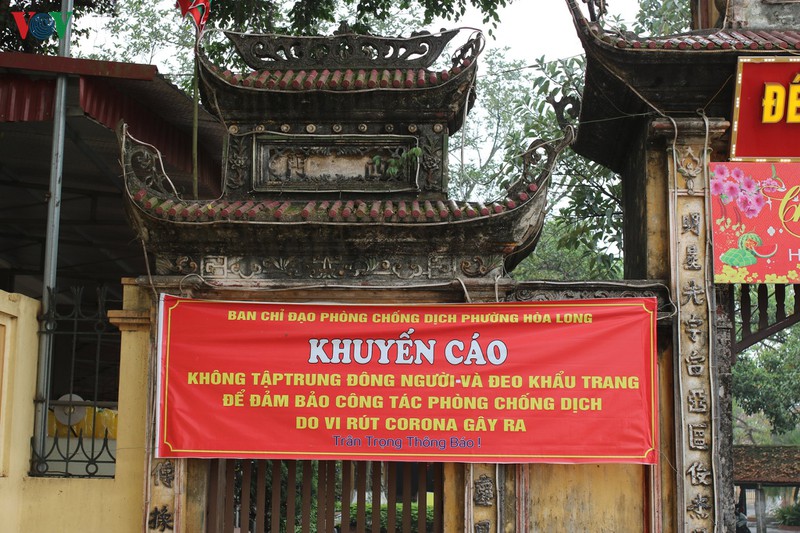 VOV
BAN CHỈ ĐẠO PHÒNG CHỐNG DỊCH PHƯỜNG HÒA LONG
KHUYẾN CÁO
KHÔNG TẬPTRUNG ĐÔNG NGƯỜI VÀ ĐEO KHẨU TRANG
ĐỂ ĐẢM BẢO CÔNG TÁC PHÒNG CHỐNG DỊCH
DO VI RÚT CORONA GÂY RA
Trân Trọng Thông Báo !
ĐỀ